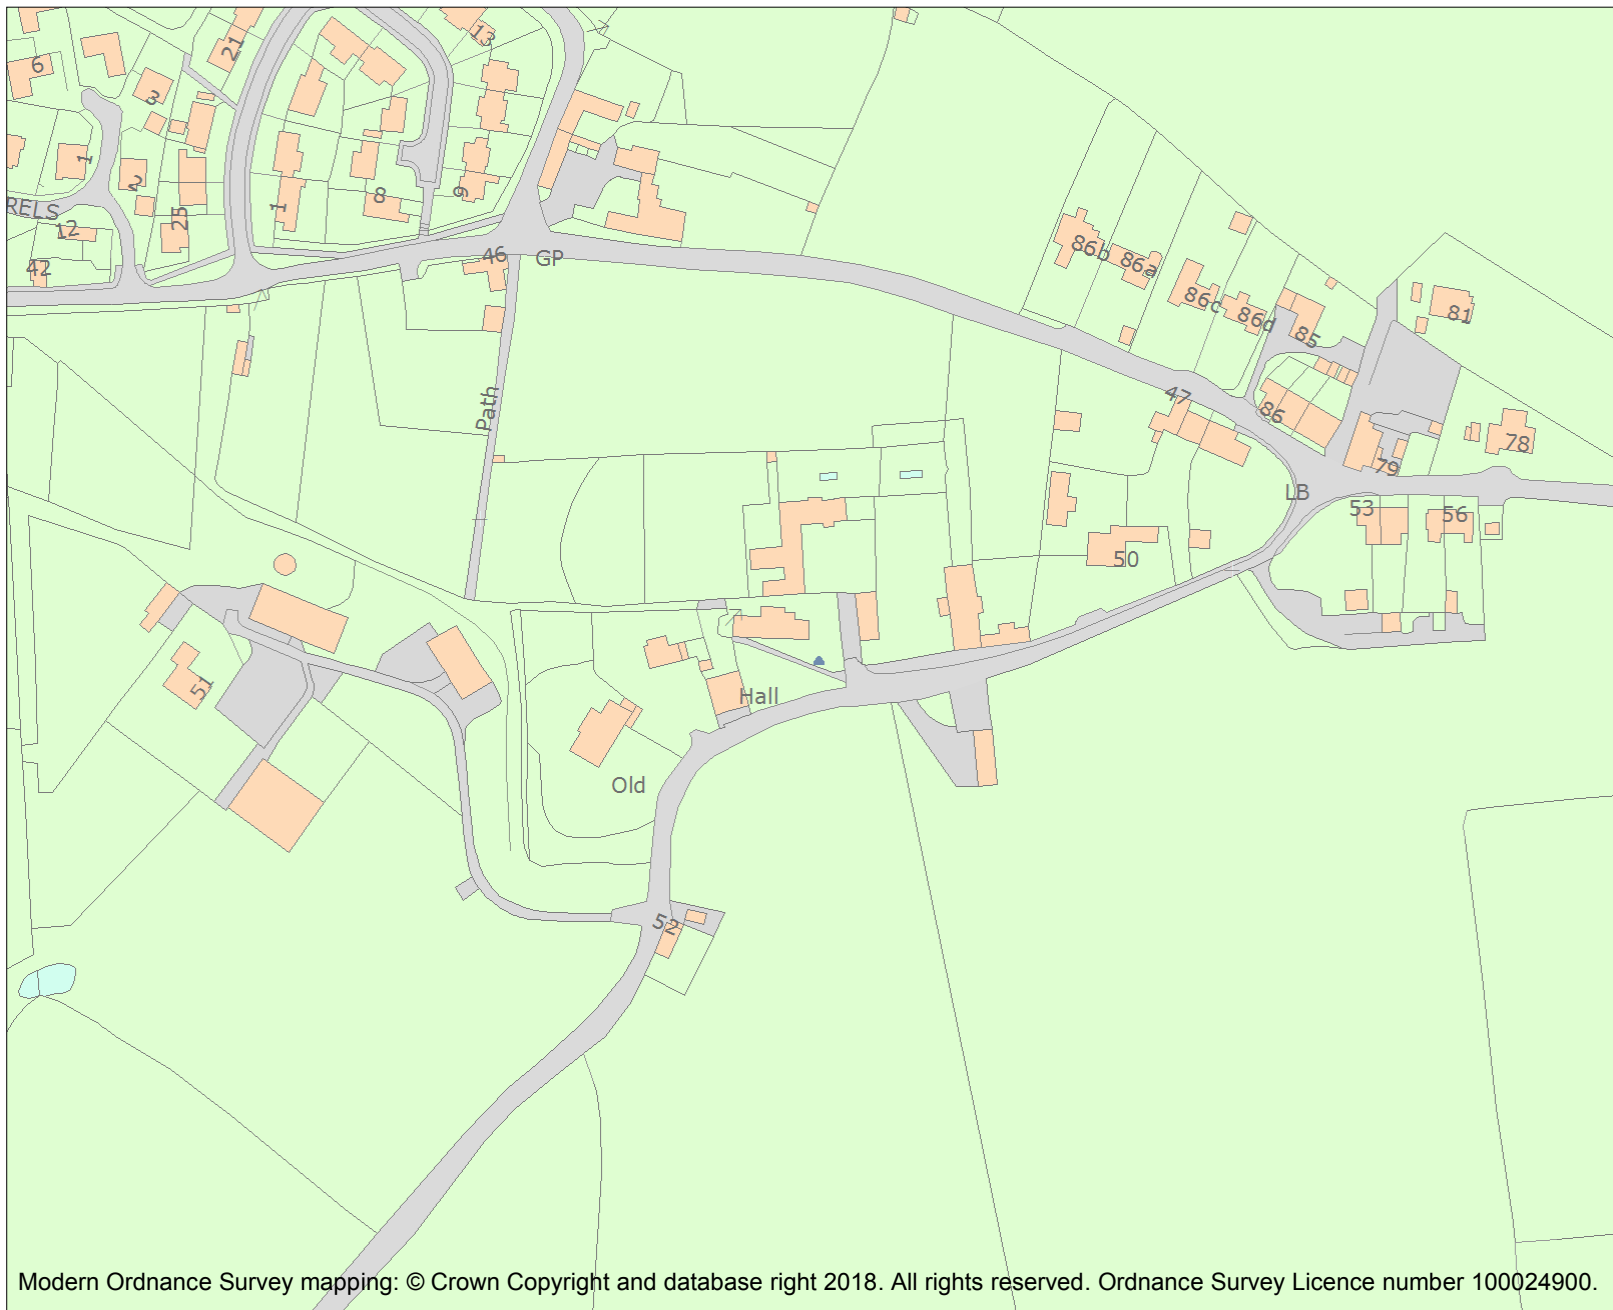 13
21
6
3
1
2
8
9
1
RELS
25
12
42
46
GP
86b
86a
86c
86d
85
81
Path
47
86
78
79
LB
53
56
50
51
Hall
Old
52
Modern Ordnance Survey mapping: © Crown Copyright and database right 2018. All rights reserved. Ordnance Survey Licence number 100024900.